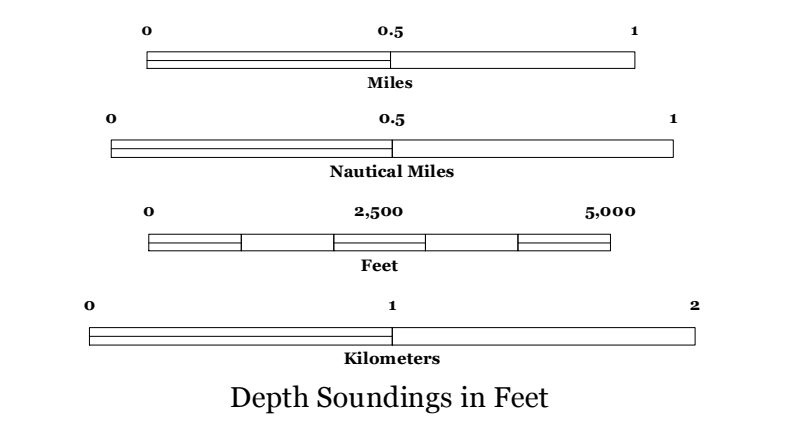 0 0.5 1
Miles
0 0.5 1
Nautical Miles
0 2,500 5,000
Feet
0 1 2
Kilometers
Depth Soundings in Feet